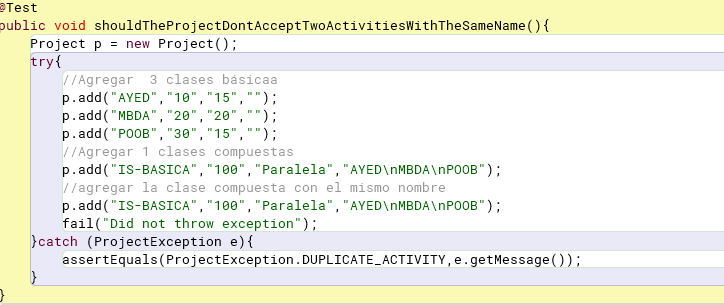 @Test
public void shouldTheProjectDontAcceptTwoActivitiesWithTheSameName(){
Project p = new Project();
try{
//Agregar  3 clases básicaa
p.add("AYED","10","15","");
p.add("MBDA","20","20","");
p.add("POOB","30","15","");
//Agregar 1 clases compuestas
p.add("IS-BASICA","100","Paralela","AYED\nMBDA\nPOOB");
//agregar la clase compuesta con el mismo nombre
p.add("IS-BASICA","100","Paralela","AYED\nMBDA\nPOOB");
fail("Did not throw exception");
}catch (ProjectException e){
assertEquals(ProjectException.DUPLICATE_ACTIVITY,e.getMessage());
}
}